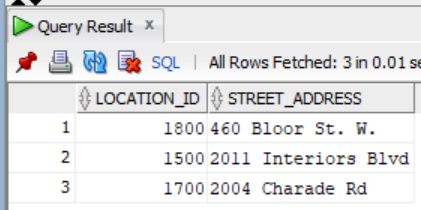 Query Result x
SQL | All Rows Fetched: 3 in 0.01 se
LOCATION_ID STREET_ADDRESS
1 1800 460 Bloor St. W.
2 1500 2011 Interiors Blvd
3 1700 2004 Charade Rd